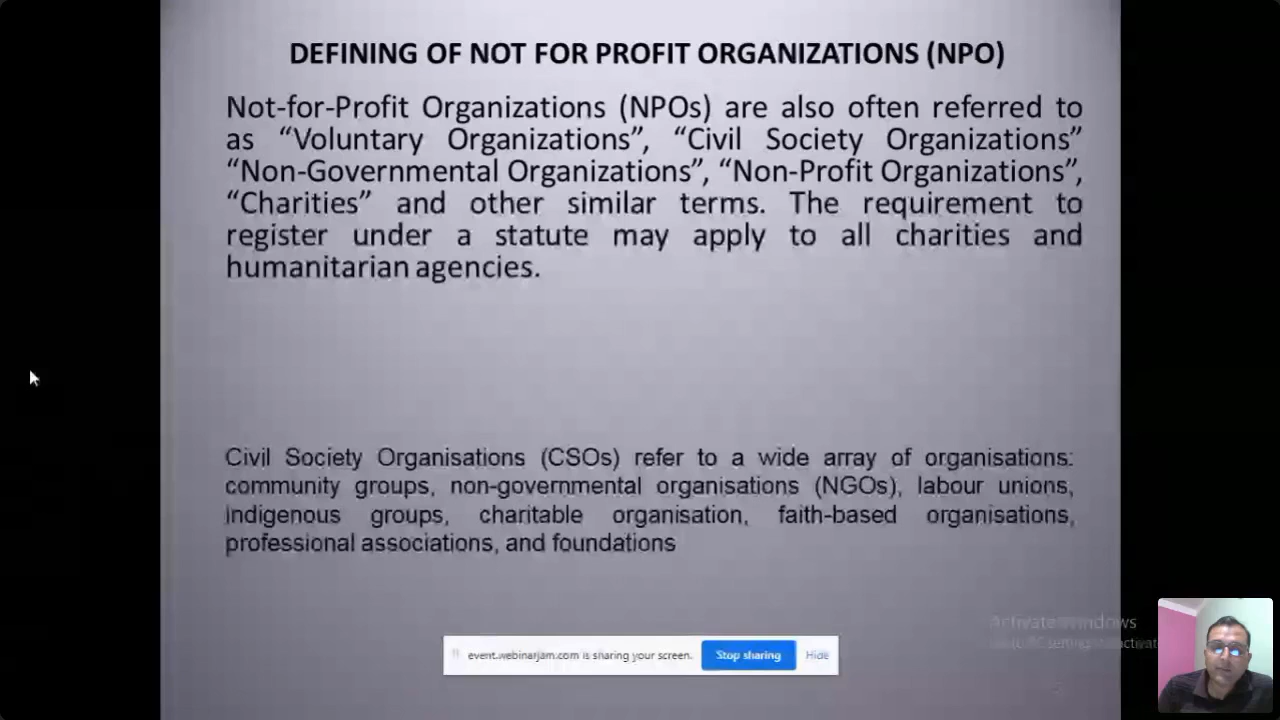 DEFINING OF NOT FOR PROFIT ORGANIZATIONS (NPO)
Not-for-Profit Organizations (NPOs) are also often referred to
as “Voluntary Organizations”, “Civil Society Organizations”
“Non-Governmental Organizations”, “Non-Profit Organizations”,
“Charities” and other similar terms. The requirement to
register under a statute may apply to all charities and
humanitarian agencies.
Civil Society Organisations (CSOs) refer to a wide array of organisations:
community groups, non-governmental organisations (NGOs), labour unions,
indigenous groups, charitable organisation, faith-based organisations,
professional associations, and foundations
Activate Windows
event.webinarjam.com is sharing your screen. Stop sharing Hide